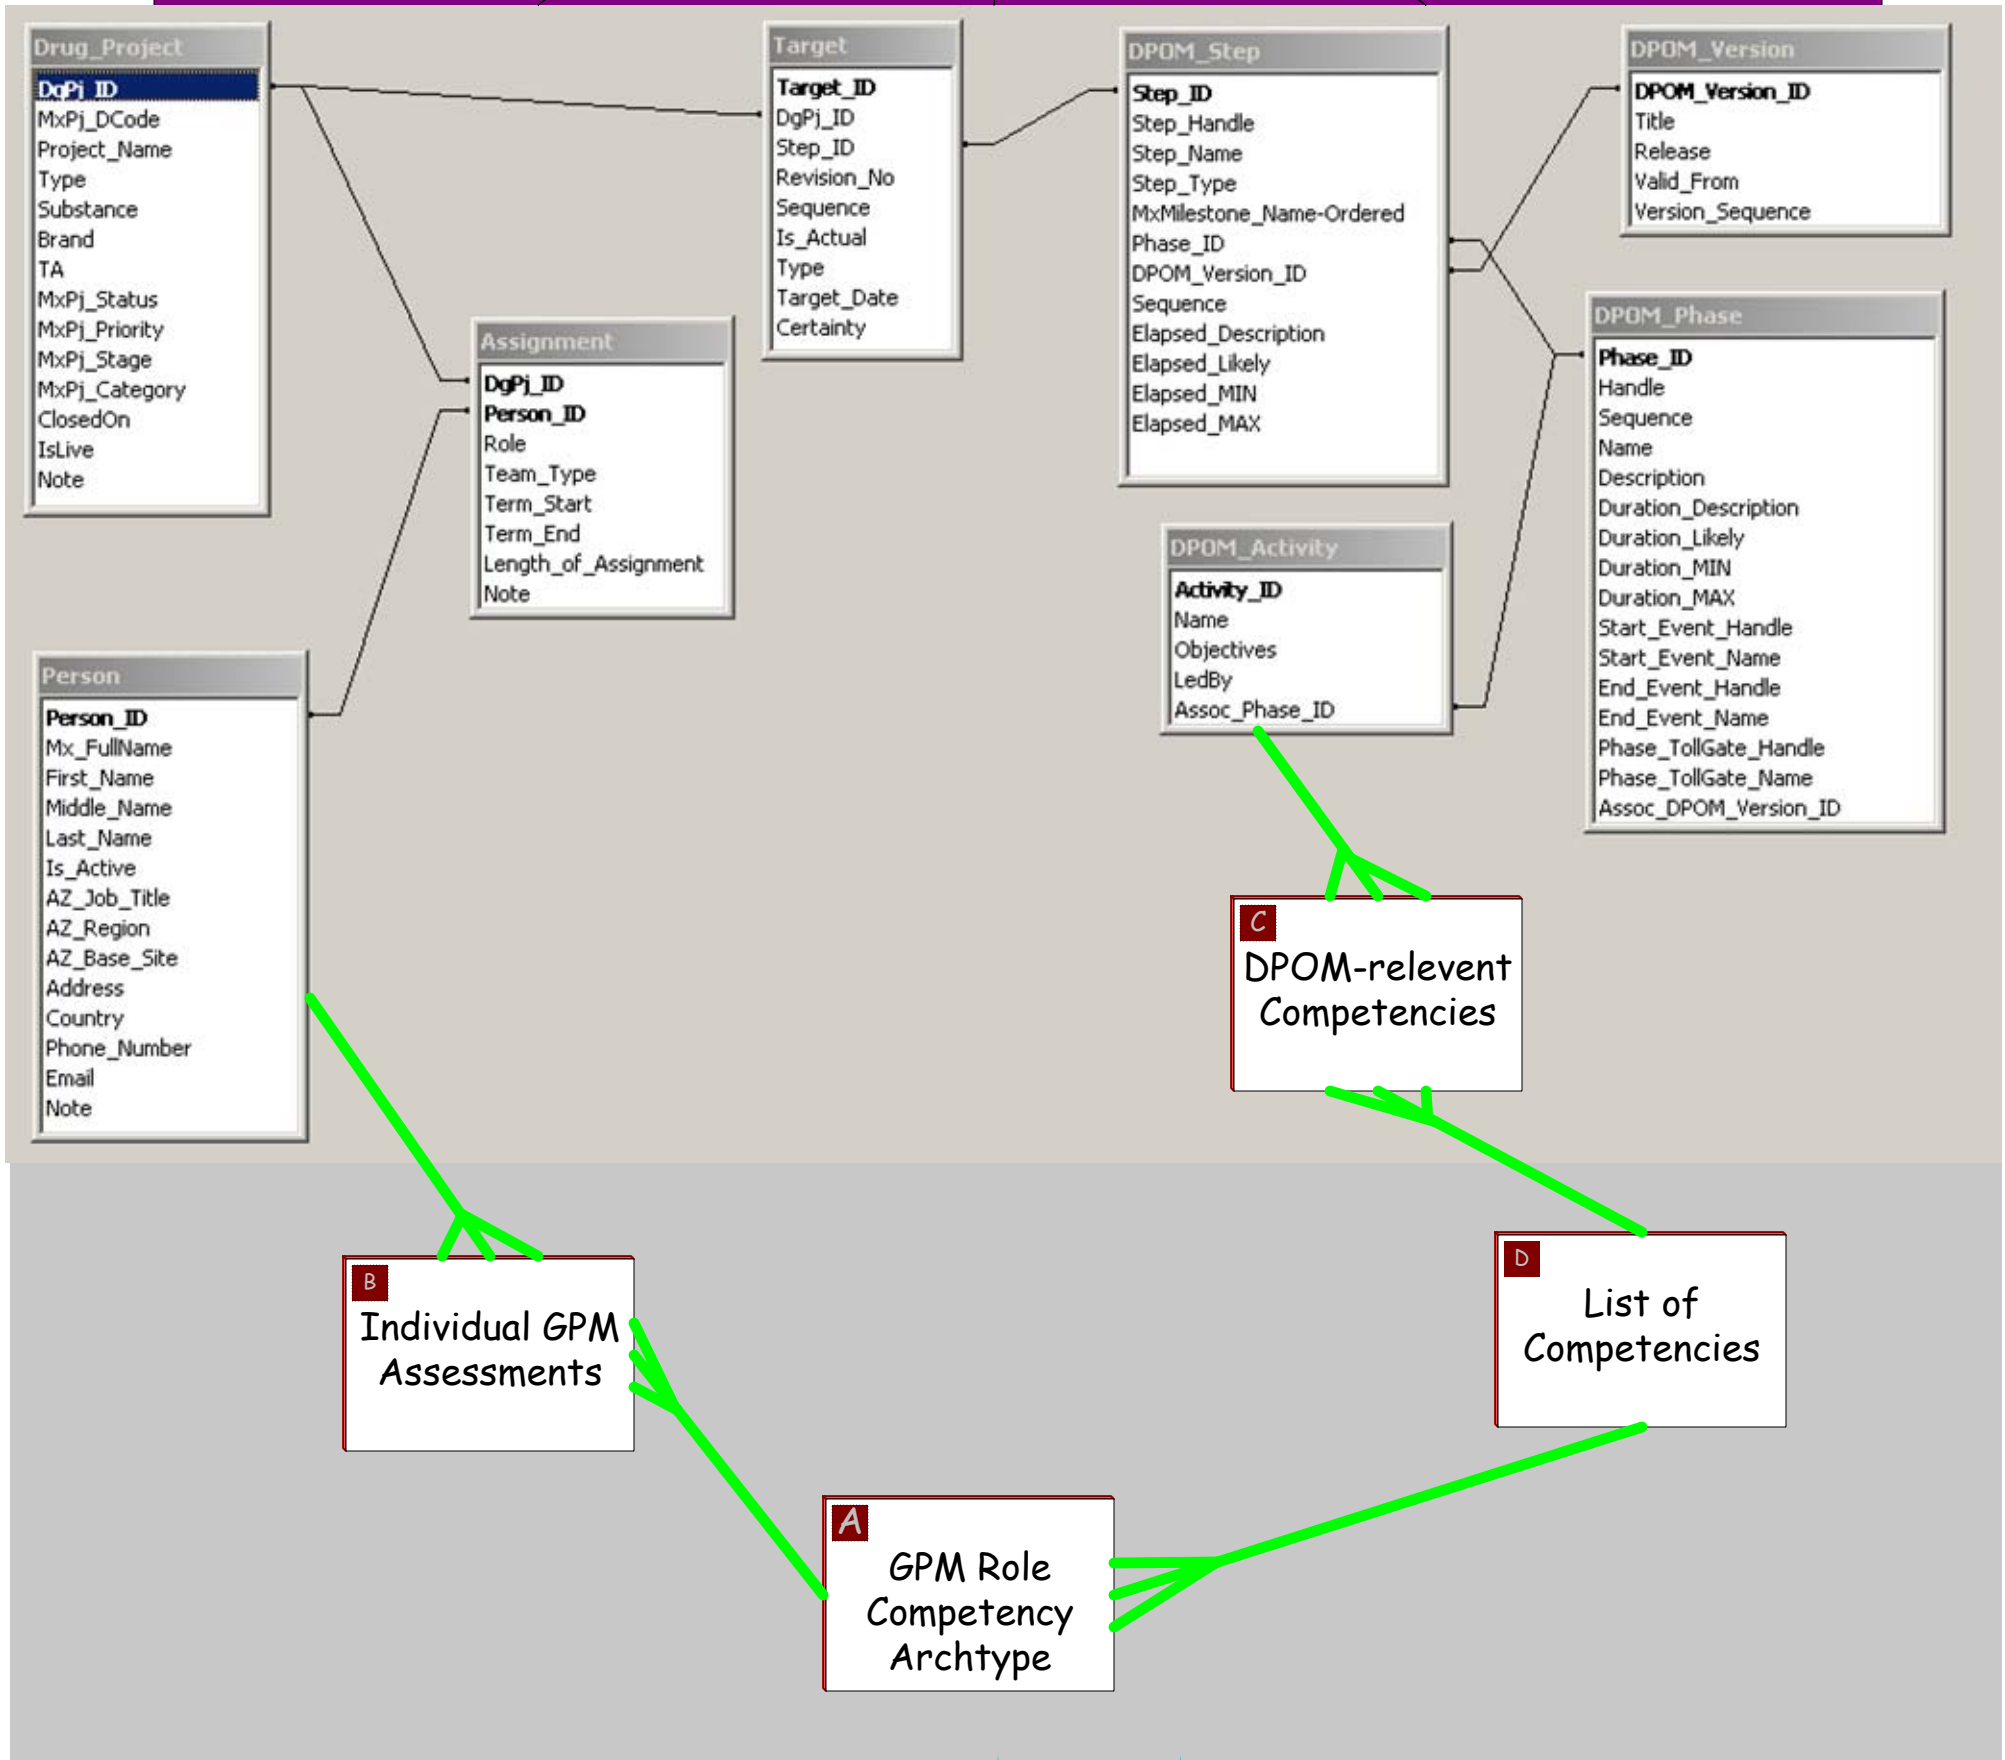 Drug_Project
DgPj_ID
MxPj_DCode
Project_Name
Type
Substance
Brand
TA
MxPj_Status
MxPj_Priority
MxPj_Stage
MxPj_Category
ClosedOn
IsLive
Note
Target
Target_ID
DgPj_ID
Step_ID
Revision_No
Sequence
Is_Actual
Type
Target_Date
Certainty
DPOM_Step
Step_ID
Step_Handle
Step_Name
Step_Type
MxMilestone_Name-Ordered
Phase_ID
DPOM_Version_ID
Sequence
Elapsed_Description
Elapsed_Likely
Elapsed_MIN
Elapsed_MAX
DPOM_Version
DPOM_Version_ID
Title
Release
Valid_From
Version_Sequence
Assignment
DgPj_ID
Person_ID
Role
Team_Type
Term_Start
Term_End
Length_of_Assignment
Note
DPOM_Phase
Phase_ID
Handle
Sequence
Name
Description
Duration_Description
Duration_Likely
Duration_MIN
Duration_MAX
Start_Event_Handle
Start_Event_Name
End_Event_Handle
End_Event_Name
Phase_TollGate_Handle
Phase_TollGate_Name
Assoc_DPOM_Version_ID
DPOM_Activity
Activity_ID
Name
Objectives
LedBy
Assoc_Phase_ID
Person
Person_ID
Mx_FullName
First_Name
Middle_Name
Last_Name
Is_Active
AZ_Job_Title
AZ_Region
AZ_Base_Site
Address
Country
Phone_Number
Email
Note
C
DPOM-relevent
Competencies
B
Individual GPM
Assessments
D
List of
Competencies
A
GPM Role
Competency
Archtype